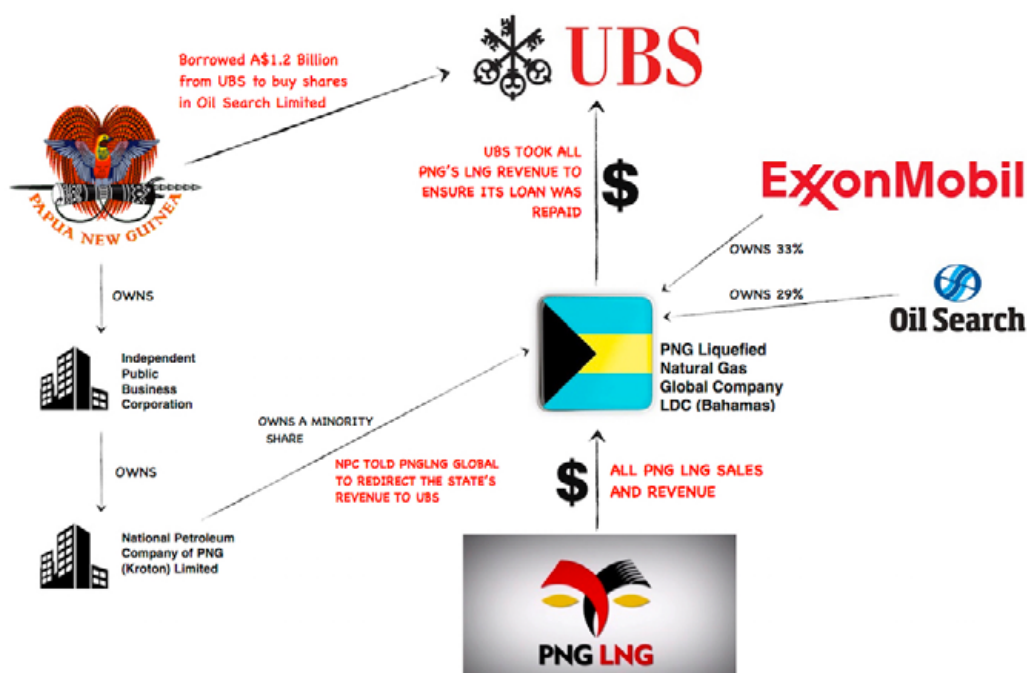 Borrowed A$1.2 Billion
from UBS to buy shares
in Oil Search Limited
UBS
PAPUA NEW GUINEA
UBS TOOK ALL
PNG'S LNG REVENUE TO
ENSURE ITS LOAN WAS
REPAID
$
ExxonMobil
OWNS 33%
OWNS 29%
Oil Search
OWNS
Independent
Public
Business
Corporation
PNG Liquefied
Natural Gas
Global Company
LDC (Bahamas)
OWNS A MINORITY
SHARE
OWNS
NPC TOLD PNGLNG GLOBAL
TO REDIRECT THE STATE'S
REVENUE TO UBS
$
ALL PNG LNG SALES
AND REVENUE
National Petroleum
Company of PNG
(Kroton) Limited
PNG LNG